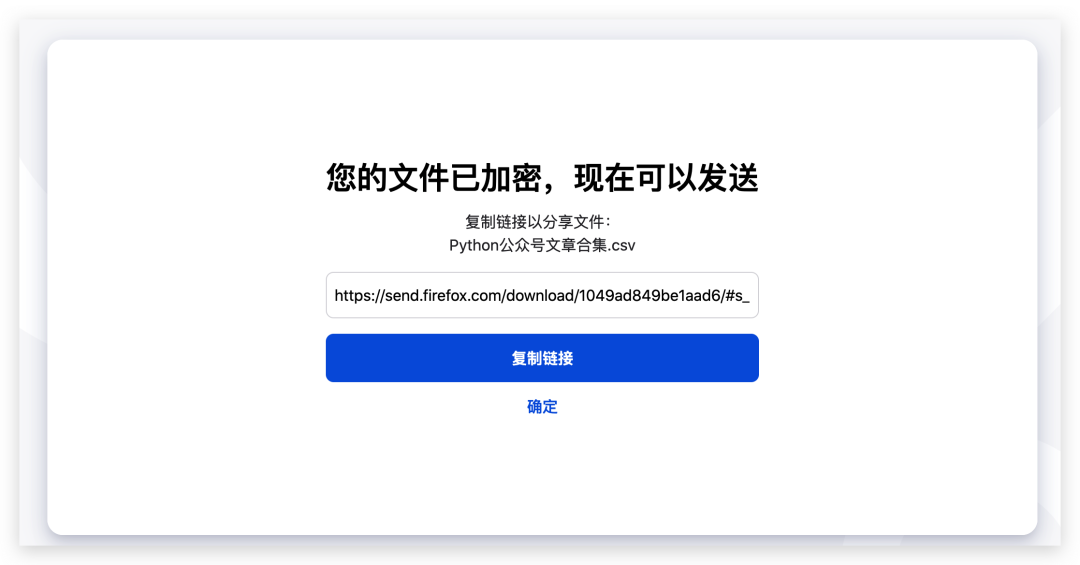 您的文件已加密，现在可以发送
复制链接以分享文件：
Python公众号文章合集.csv
https://send.firefox.com/download/1049ad849be1aad6/#s_
复制链接
确定